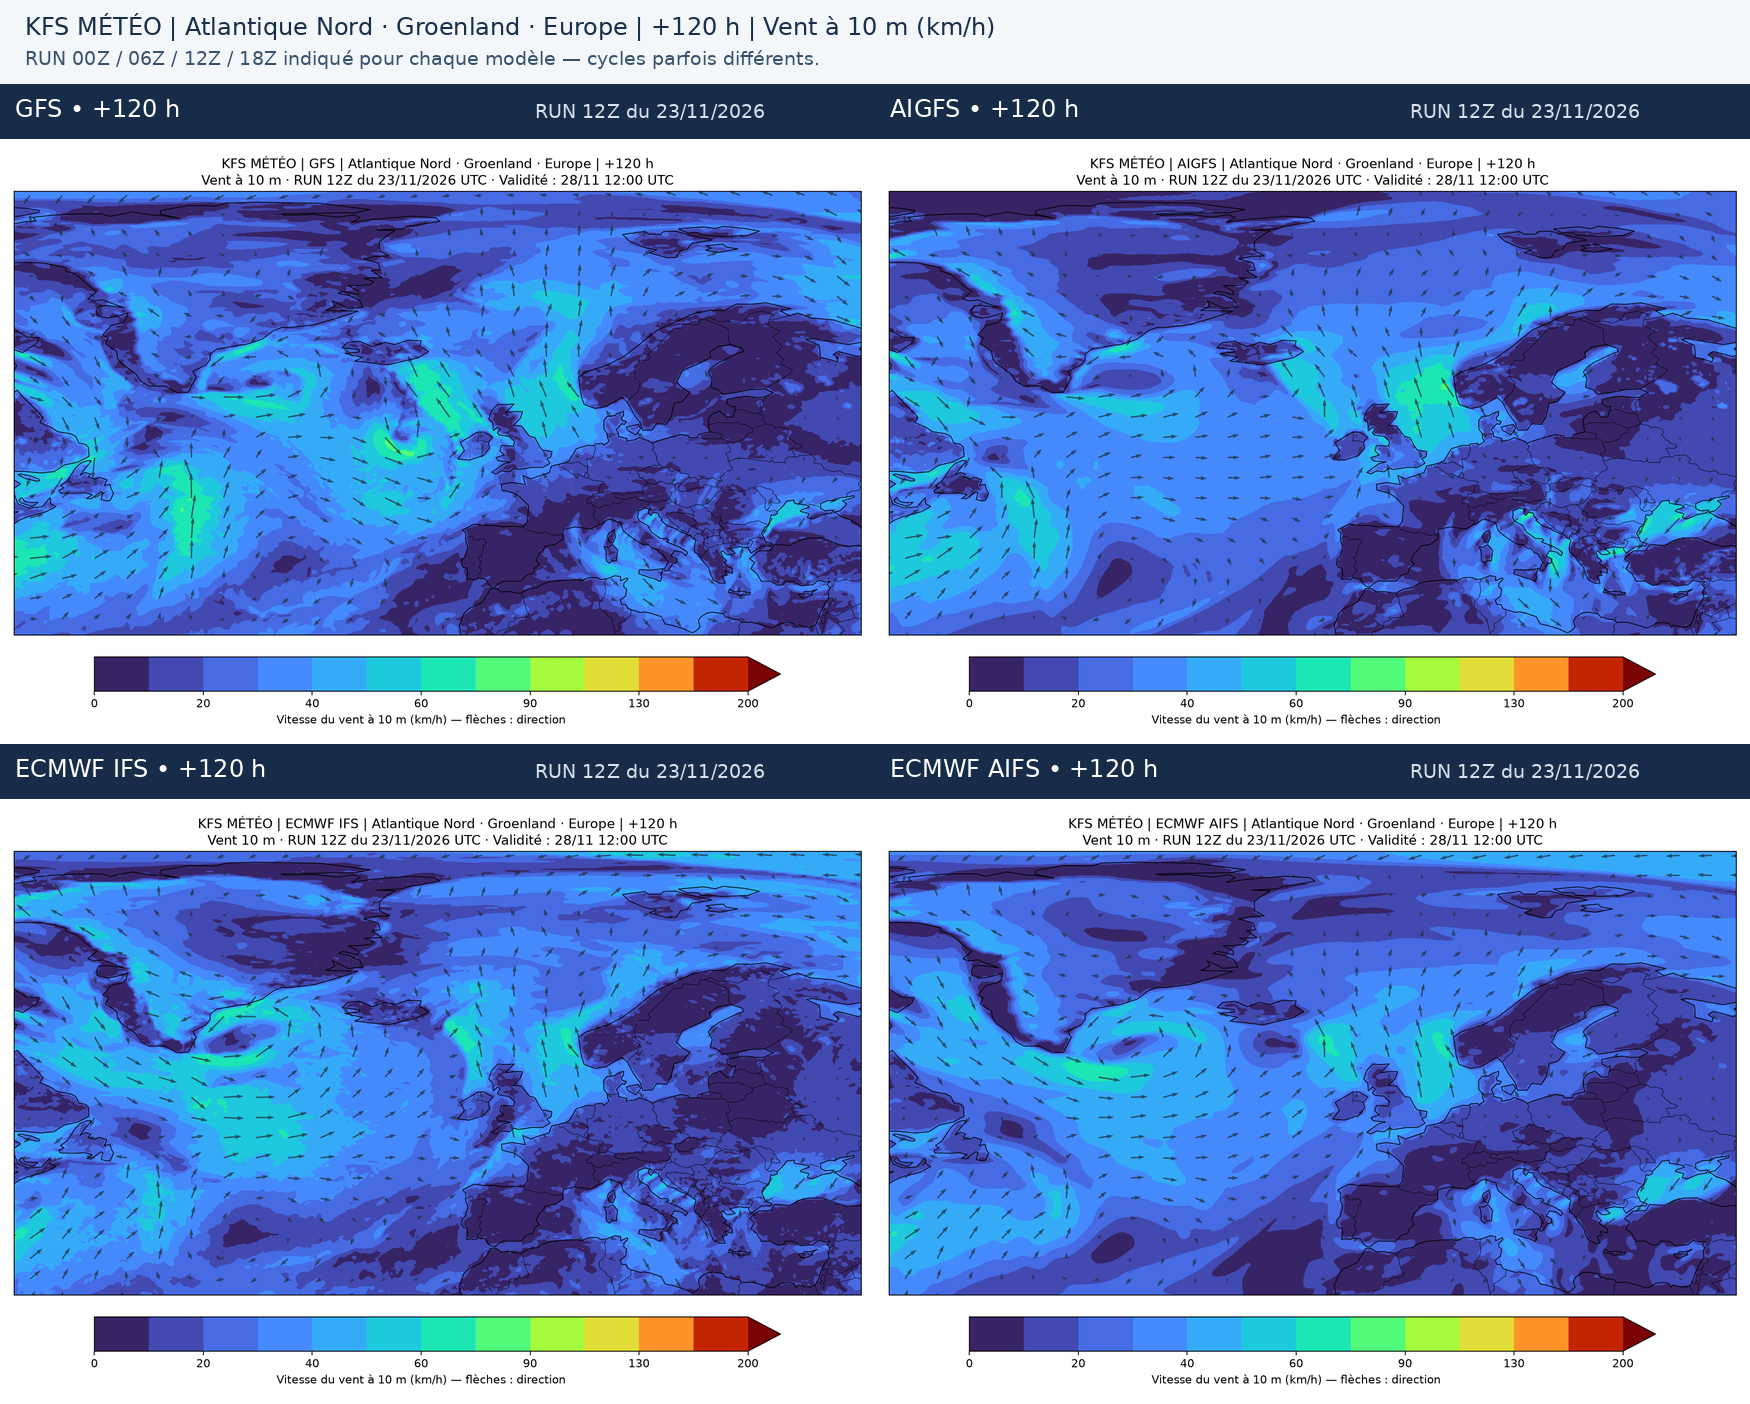 KFS MÉTÉO | Atlantique Nord · Groenland · Europe | +120 h | Vent à 10 m (km/h)
RUN 00Z / 06Z / 12Z / 18Z indiqué pour chaque modèle — cycles parfois différents.
GFS • +120 h
RUN 12Z du 23/11/2026
KFS MÉTÉO | GFS | Atlantique Nord · Groenland · Europe | +120 h
Vent à 10 m · RUN 12Z du 23/11/2026 UTC · Validité : 28/11 12:00 UTC
0 20 40 60 90 130 200
Vitesse du vent à 10 m (km/h) — flèches : direction
AIGFS • +120 h
RUN 12Z du 23/11/2026
KFS MÉTÉO | AIGFS | Atlantique Nord · Groenland · Europe | +120 h
Vent à 10 m · RUN 12Z du 23/11/2026 UTC · Validité : 28/11 12:00 UTC
0 20 40 60 90 130 200
Vitesse du vent à 10 m (km/h) — flèches : direction
ECMWF IFS • +120 h
RUN 12Z du 23/11/2026
KFS MÉTÉO | ECMWF IFS | Atlantique Nord · Groenland · Europe | +120 h
Vent 10 m · RUN 12Z du 23/11/2026 UTC · Validité : 28/11 12:00 UTC
0 20 40 60 90 130 200
Vitesse du vent à 10 m (km/h) — flèches : direction
ECMWF AIFS • +120 h
RUN 12Z du 23/11/2026
KFS MÉTÉO | ECMWF AIFS | Atlantique Nord · Groenland · Europe | +120 h
Vent 10 m · RUN 12Z du 23/11/2026 UTC · Validité : 28/11 12:00 UTC
0 20 40 60 90 130 200
Vitesse du vent à 10 m (km/h) — flèches : direction